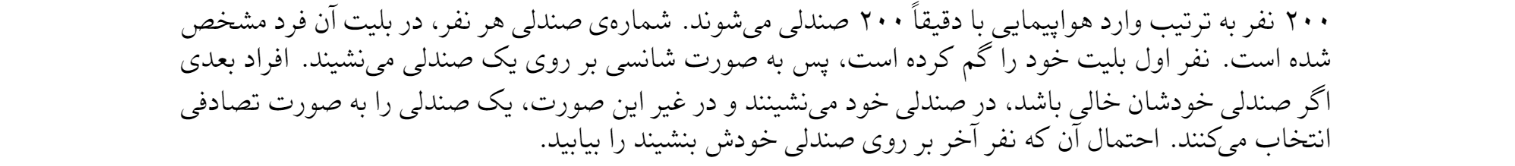 ۲۰۰ نفر به ترتیب وارد هواپیمایی با دقیقاً ۲۰۰ صندلی می‌شوند. شماره‌ی صندلی هر نفر، در بلیت آن فرد مشخص
شده است. نفر اول بلیت خود را گم کرده است، پس به صورت شانسی بر روی یک صندلی می‌نشیند. افراد بعدی
اگر صندلی خودشان خالی باشد، در صندلی خود می‌نشینند و در غیر این صورت، یک صندلی را به صورت تصادفی
انتخاب می‌کنند. احتمال آن که نفر آخر بر روی صندلی خودش بنشیند را بیابید.